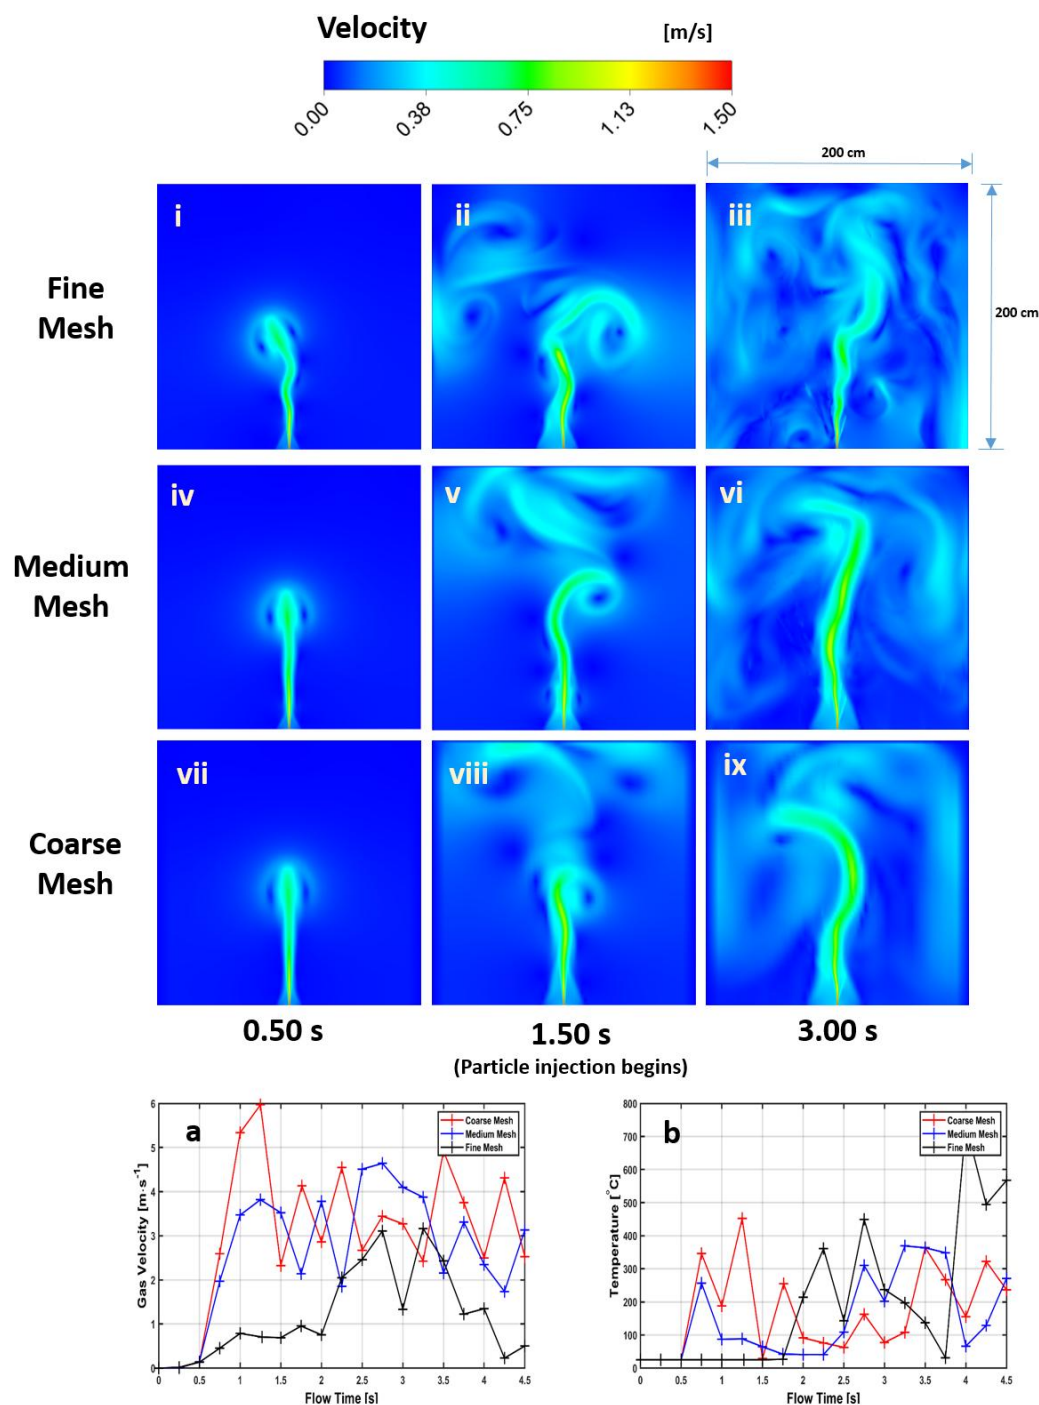 Velocity [m/s]
0.00 0.38 0.75 1.13 1.50
200 cm
i ii iii
Fine
Mesh
200 cm
iv v vi
Medium
Mesh
vii viii ix
Coarse
Mesh
0.50 s 1.50 s 3.00 s
(Particle injection begins)
a
Coarse Mesh
Medium Mesh
Fine Mesh
Gas Velocity [m·s⁻¹]
6
5
4
3
2
1
0
0 0.5 1 1.5 2 2.5 3 3.5 4 4.5
Flow Time [s]
b
Coarse Mesh
Medium Mesh
Fine Mesh
Temperature [°C]
800
700
600
500
400
300
200
100
0
0 0.5 1 1.5 2 2.5 3 3.5 4 4.5
Flow Time [s]